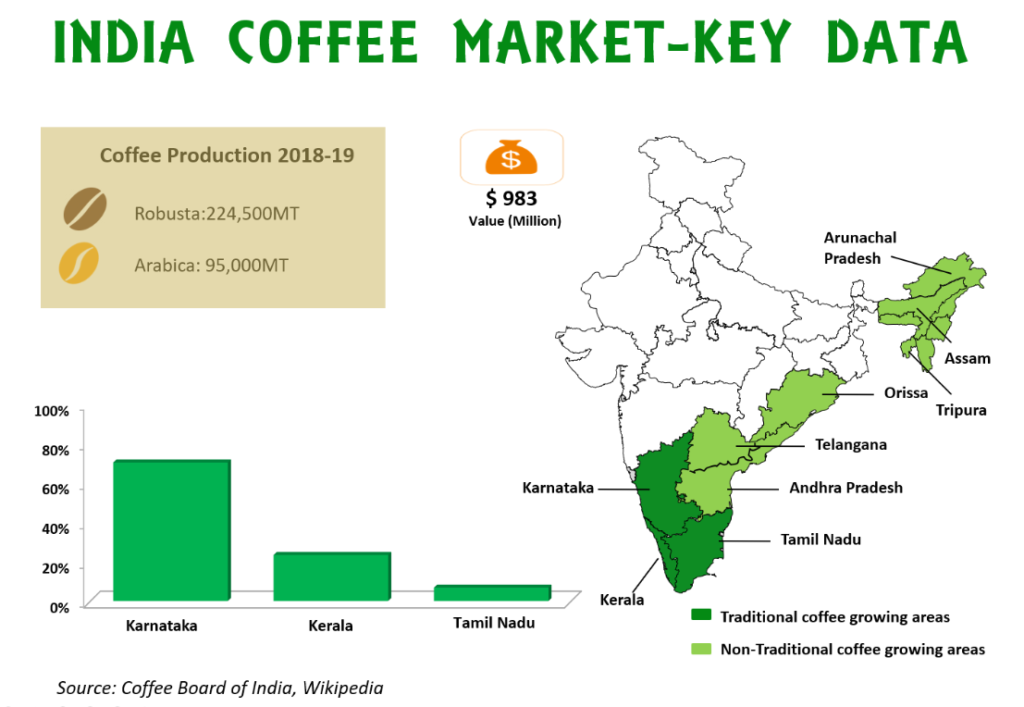 INDIA COFFEE MARKET-KEY DATA
Coffee Production 2018-19
Robusta:224,500MT
Arabica: 95,000MT
$
$ 983
Value (Million)
Arunachal
Pradesh
Assam
Orissa
Tripura
Telangana
Karnataka
Andhra Pradesh
Tamil Nadu
Kerala
100%
80%
60%
40%
20%
0%
Karnataka
Kerala
Tamil Nadu
Traditional coffee growing areas
Non-Traditional coffee growing areas
Source: Coffee Board of India, Wikipedia